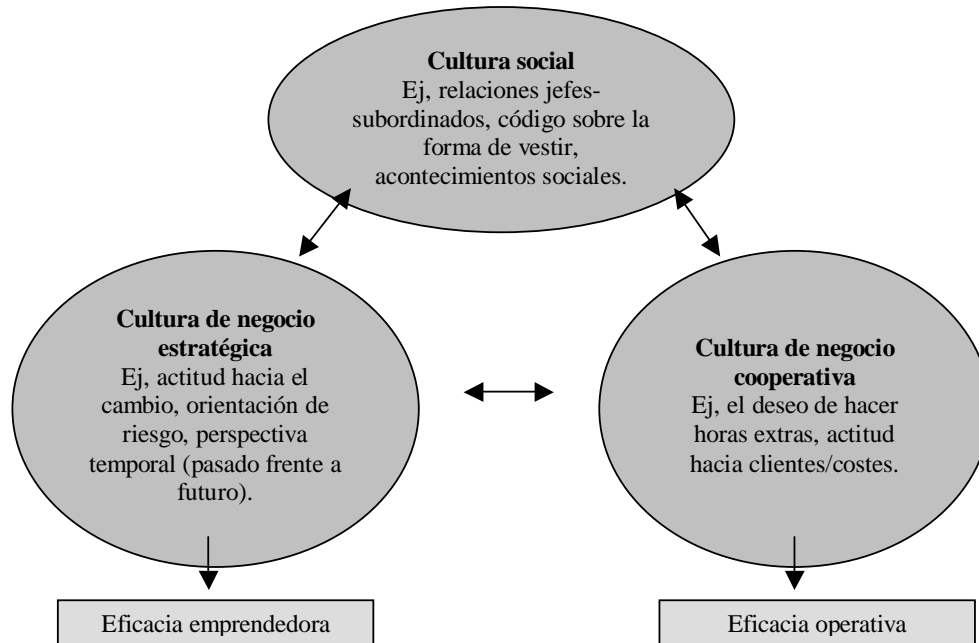 Cultura social
Ej, relaciones jefes-
subordinados, código sobre la
forma de vestir,
acontecimientos sociales.
Cultura de negocio
estratégica
Ej, actitud hacia el
cambio, orientación de
riesgo, perspectiva
temporal (pasado frente a
futuro).
Cultura de negocio
cooperativa
Ej, el deseo de hacer
horas extras, actitud
hacia clientes/costes.
Eficacia emprendedora
Eficacia operativa